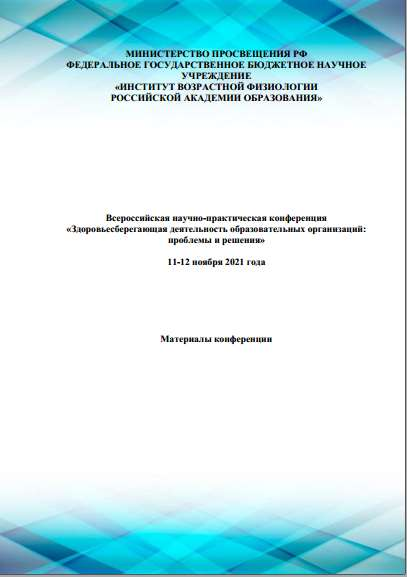 МИНИСТЕРСТВО ПРОСВЕЩЕНИЯ РФ
ФЕДЕРАЛЬНОЕ ГОСУДАРСТВЕННОЕ БЮДЖЕТНОЕ НАУЧНОЕ
УЧРЕЖДЕНИЕ
«ИНСТИТУТ ВОЗРАСТНОЙ ФИЗИОЛОГИИ
РОССИЙСКОЙ АКАДЕМИИ ОБРАЗОВАНИЯ»
Всероссийская научно-практическая конференция
«Здоровьесберегающая деятельность образовательных организаций:
проблемы и решения»
11-12 ноября 2021 года
Материалы конференции